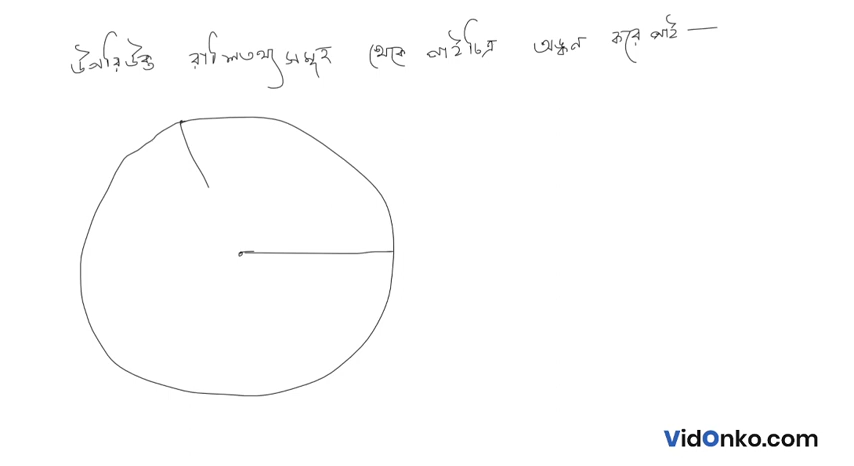 উপরিউক্ত রাশিতথ্যসমূহ থেকে পাইচিত্র অঙ্কন করে পাই —
VidOnko.com